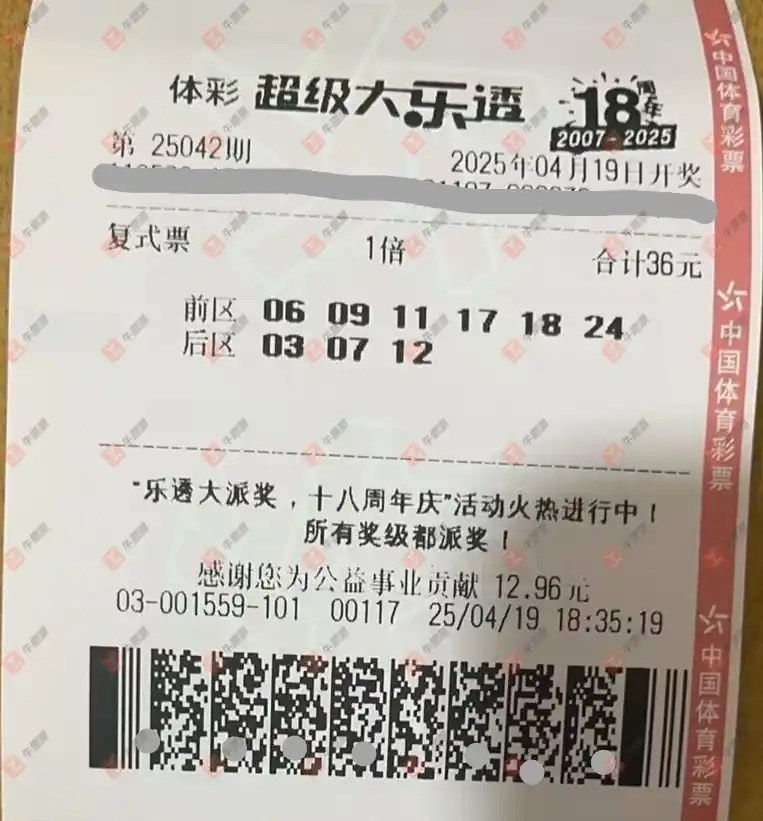 体彩 超级大乐透 18周年
2007-2025
第 25042期
2025年04月19日开奖
复式票 1倍 合计36元
前区 06 09 11 17 18 24
后区 03 07 12
“乐透大派奖，十八周年庆”活动火热进行中！
所有奖级都派奖！
感谢您为公益事业贡献 12.96元
03-001559-101 00117 25/04/19 18:35:19
中国体育彩票
中国体育彩票
中国体育彩票